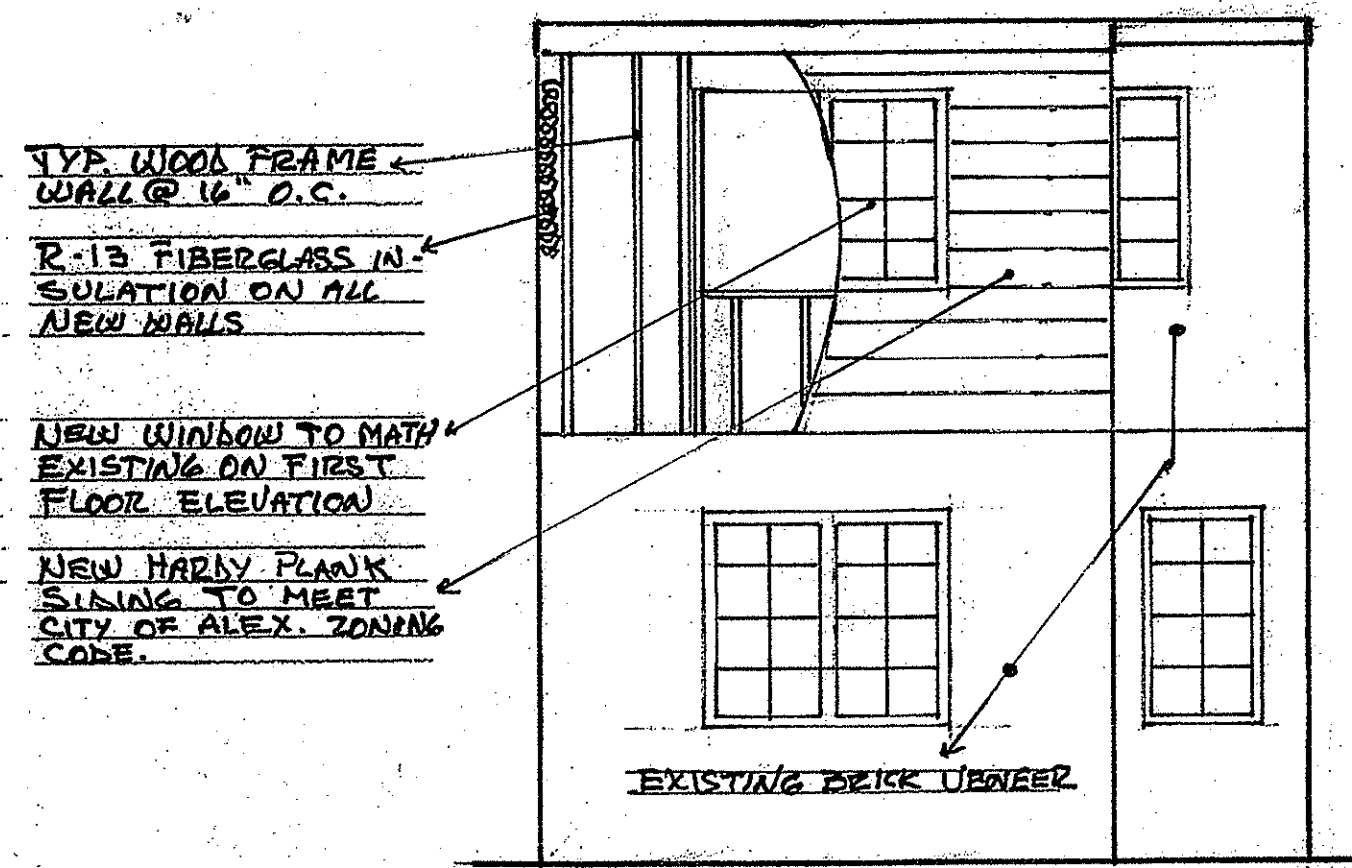 TYP. WOOD FRAME
WALL @ 16" O.C.
R-13 FIBERGLASS IN-
SULATION ON ALL
NEW WALLS
NEW WINDOW TO MATH
EXISTING ON FIRST
FLOOR ELEVATION
NEW HARDY PLANK
SIDING TO MEET
CITY OF ALEX. ZONING
CODE.
EXISTING BRICK VENEER